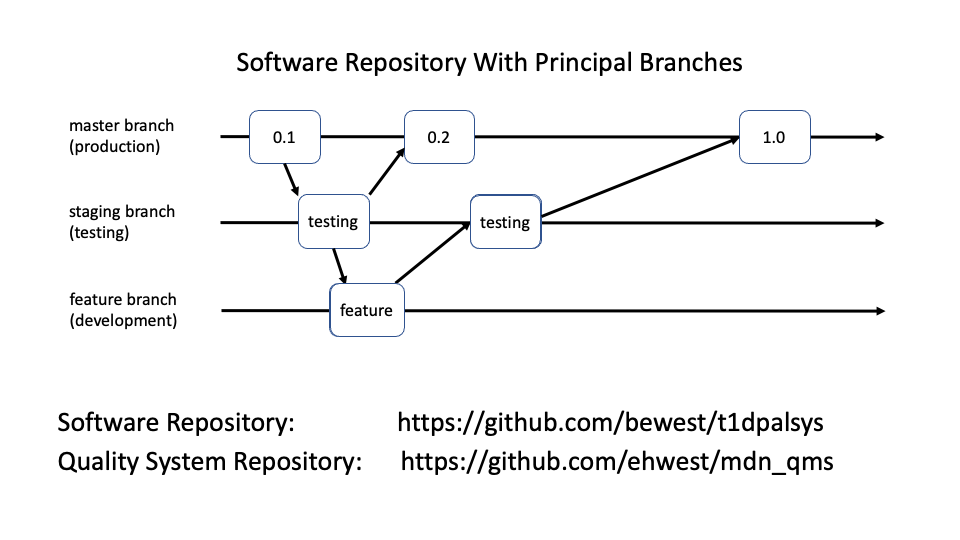 Software Repository With Principal Branches
master branch
(production)
0.1
0.2
1.0
staging branch
(testing)
testing
testing
feature branch
(development)
feature
Software Repository: https://github.com/bewest/t1dpalsys
Quality System Repository: https://github.com/ehwest/mdn_qms